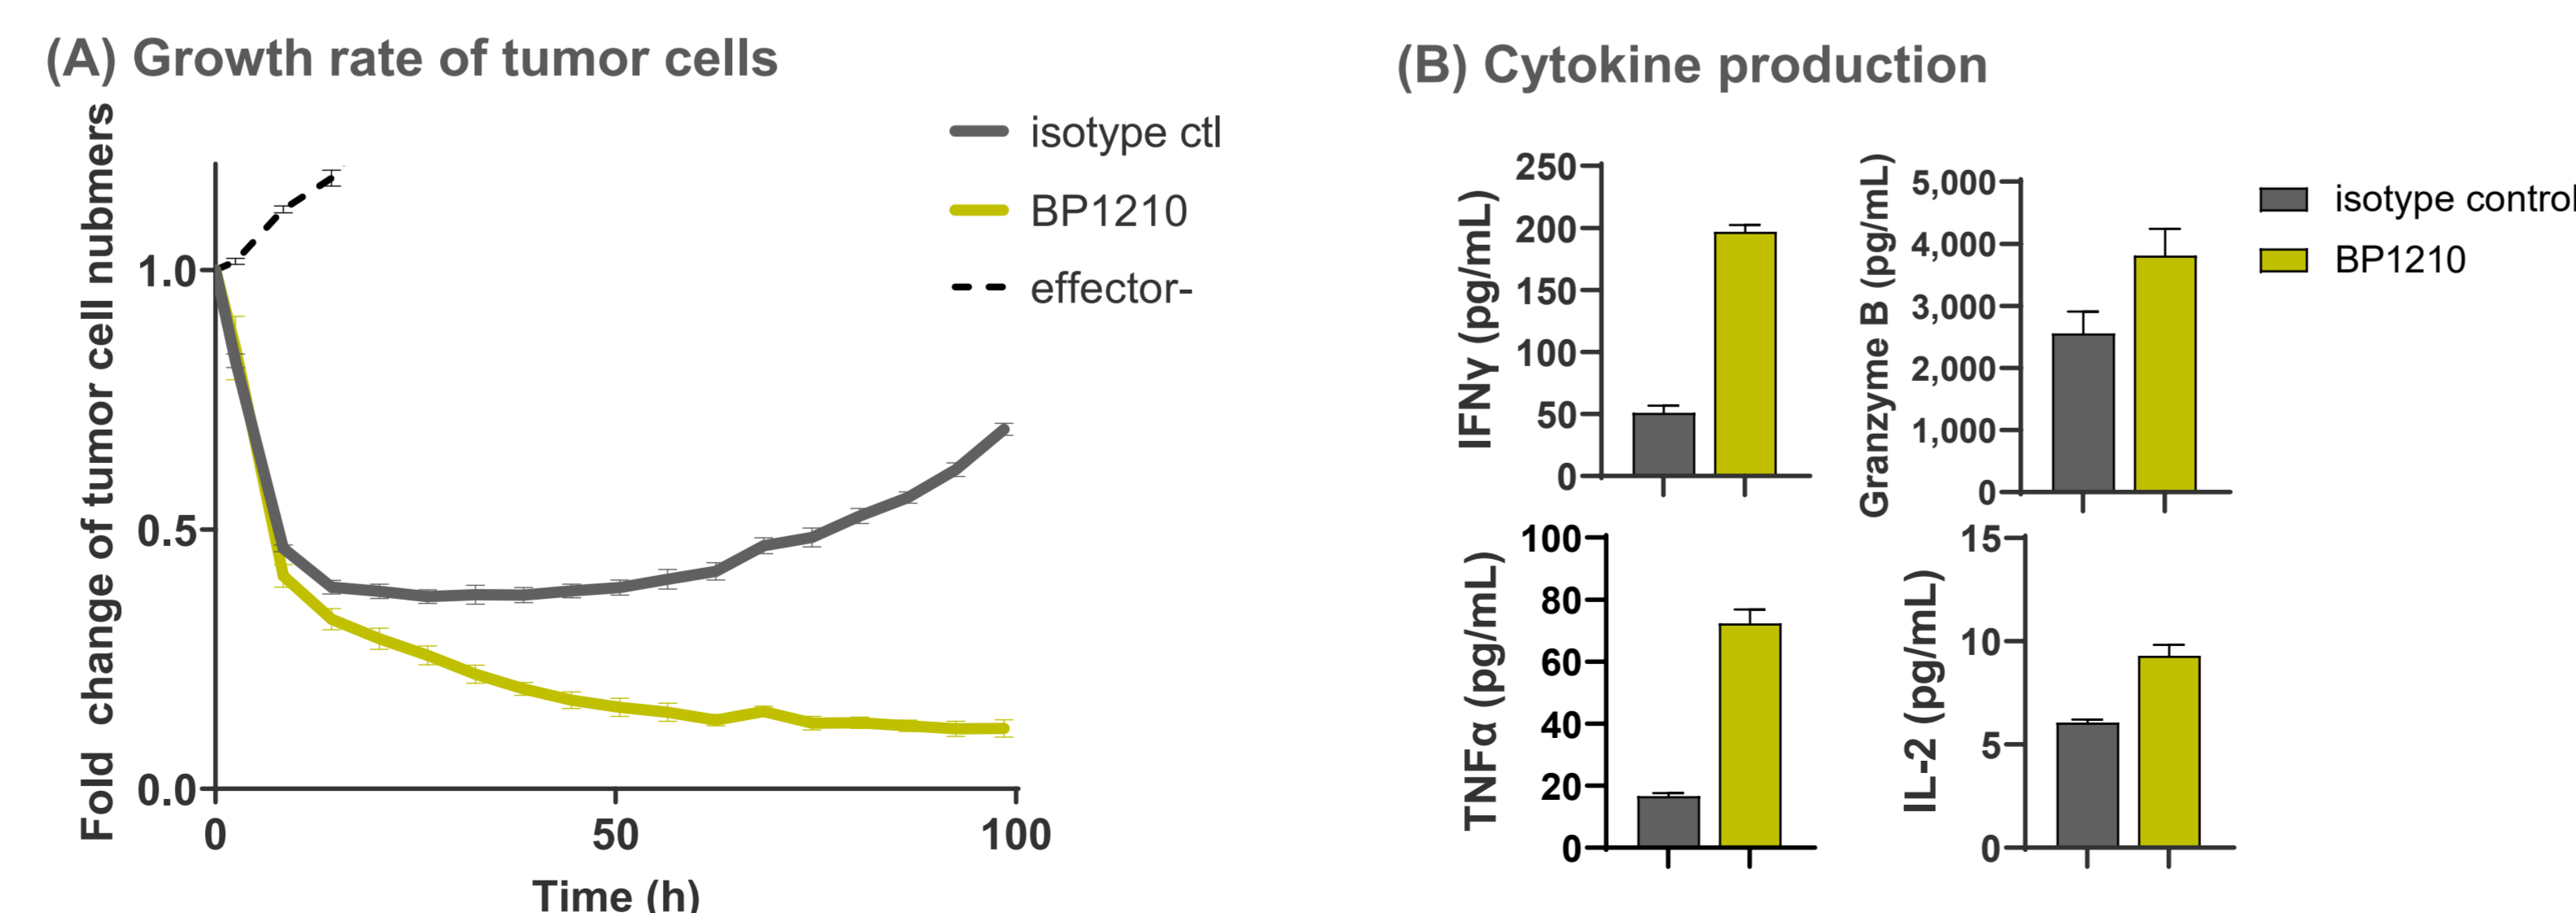 (A) Growth rate of tumor cells
Fold change of tumor cell nubmers
1.0
0.5
0.0
0
50
100
Time (h)
isotype ctl
BP1210
effector-
(B) Cytokine production
IFNγ (pg/mL)
250
200
150
100
50
0
Granzyme B (pg/mL)
5,000
4,000
3,000
2,000
1,000
0
isotype control
BP1210
TNFα (pg/mL)
100
80
60
40
20
0
IL-2 (pg/mL)
15
10
5
0